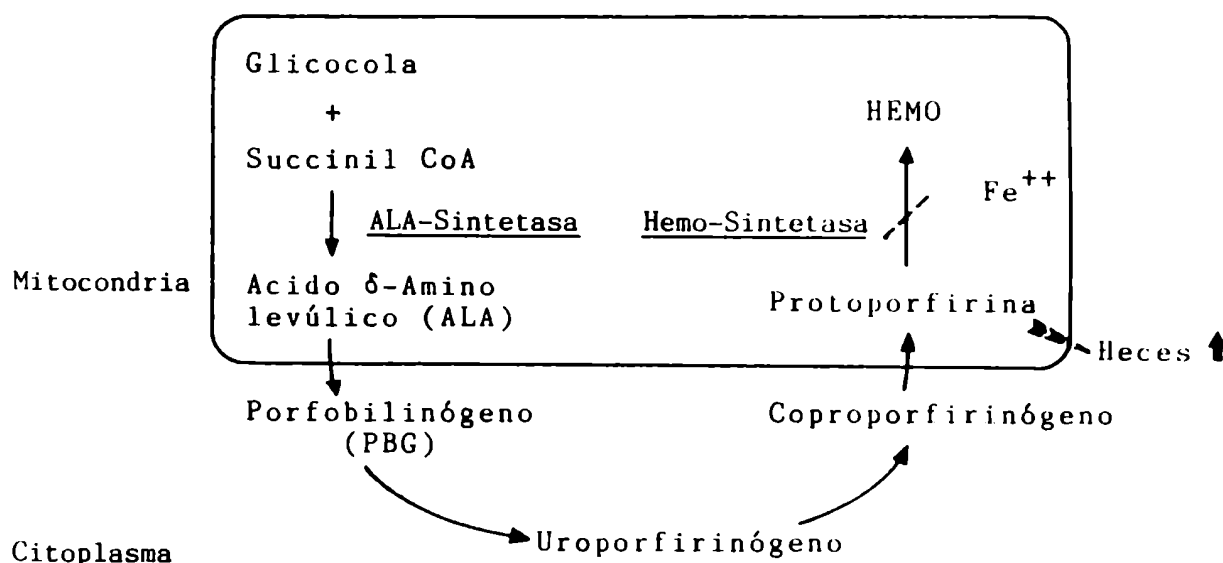 Glicocola
+
HEMO
Succinil CoA
Fe++
ALA-Sintetasa
Hemo-Sintetasa
Mitocondria
Acido δ-Amino
levúlico (ALA)
Protoporfirina
Heces
Porfobilinógeno
(PBG)
Coproporfirinógeno
Uroporfirinógeno
Citoplasma